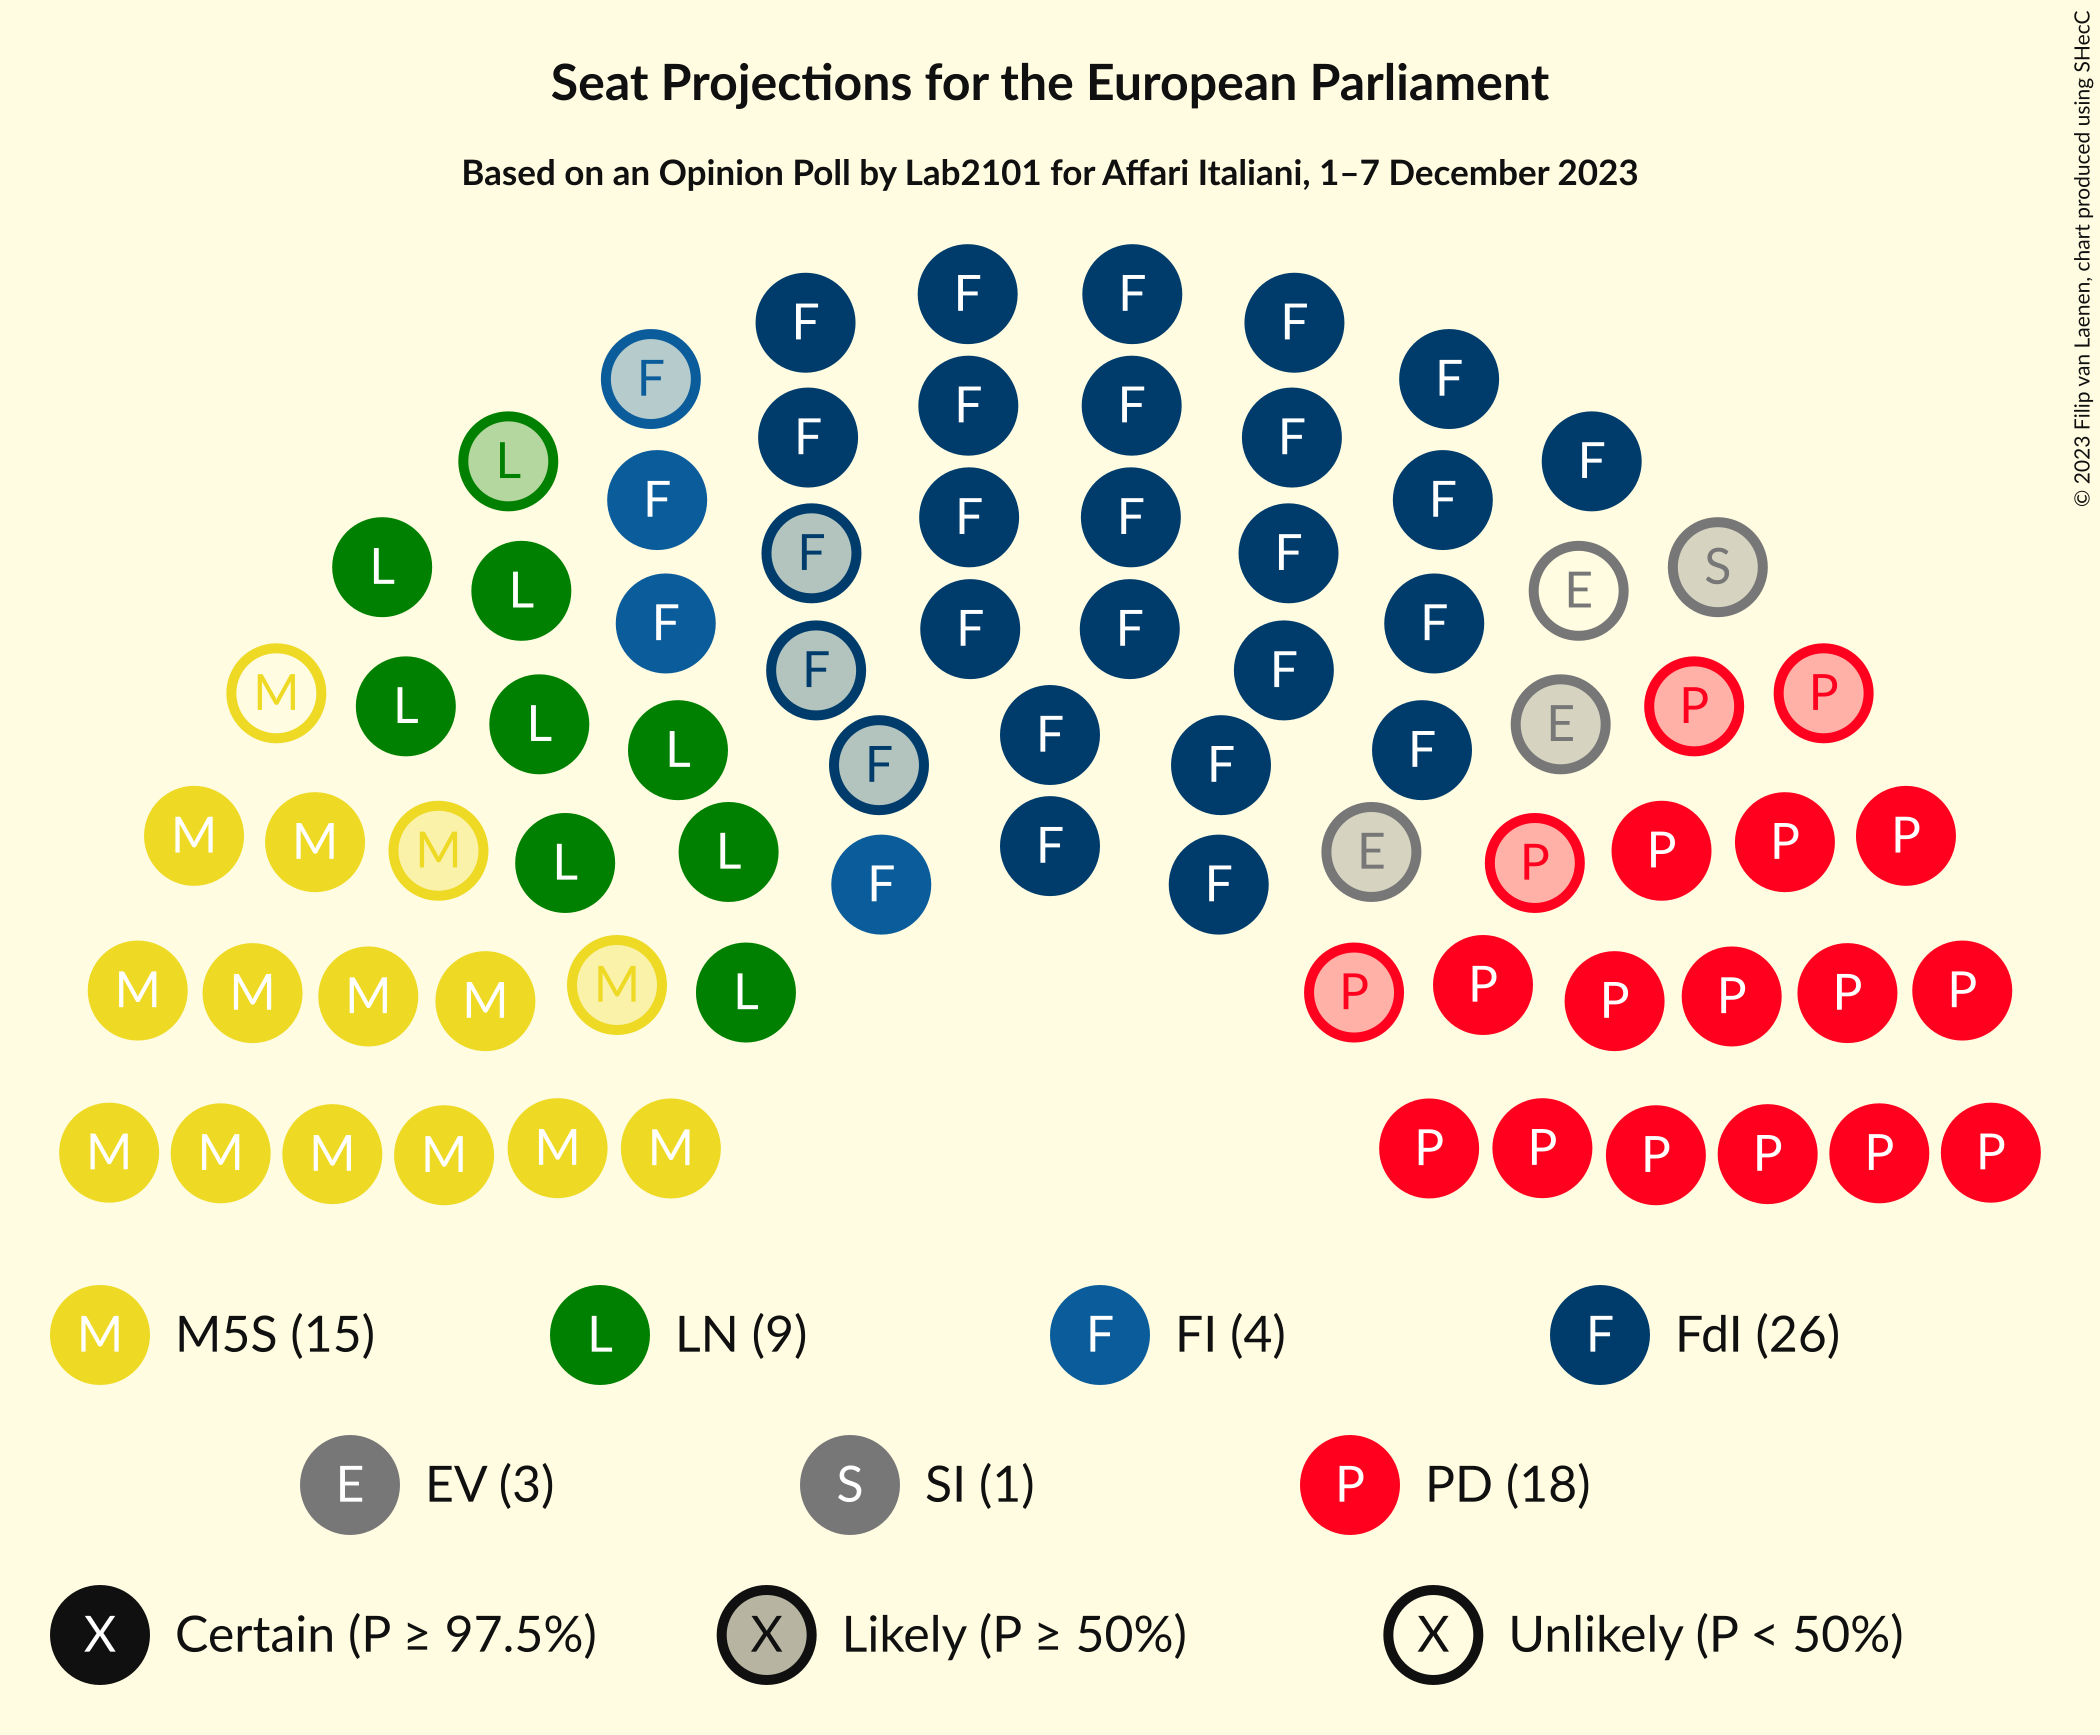 Seat Projections for the European Parliament
Based on an Opinion Poll by Lab2101 for Affari Italiani, 1–7 December 2023
© 2023 Filip van Laenen, chart produced using SHecC
F F
F F
F F
F F F F
F F
L F
F F
F F
L S
F F
L E
F F
F F
F F
M P
L P
L E
L F
F
F F
M P
M P
M P
L F E
L P
F
F F
M P
M P
M P
M P
M P
L P
M P
M P
M P
M P
M P
M P
M M5S (15) L LN (9) F FI (4) F FdI (26)
E EV (3) S SI (1) P PD (18)
X Certain (P ≥ 97.5%) X Likely (P ≥ 50%) X Unlikely (P < 50%)